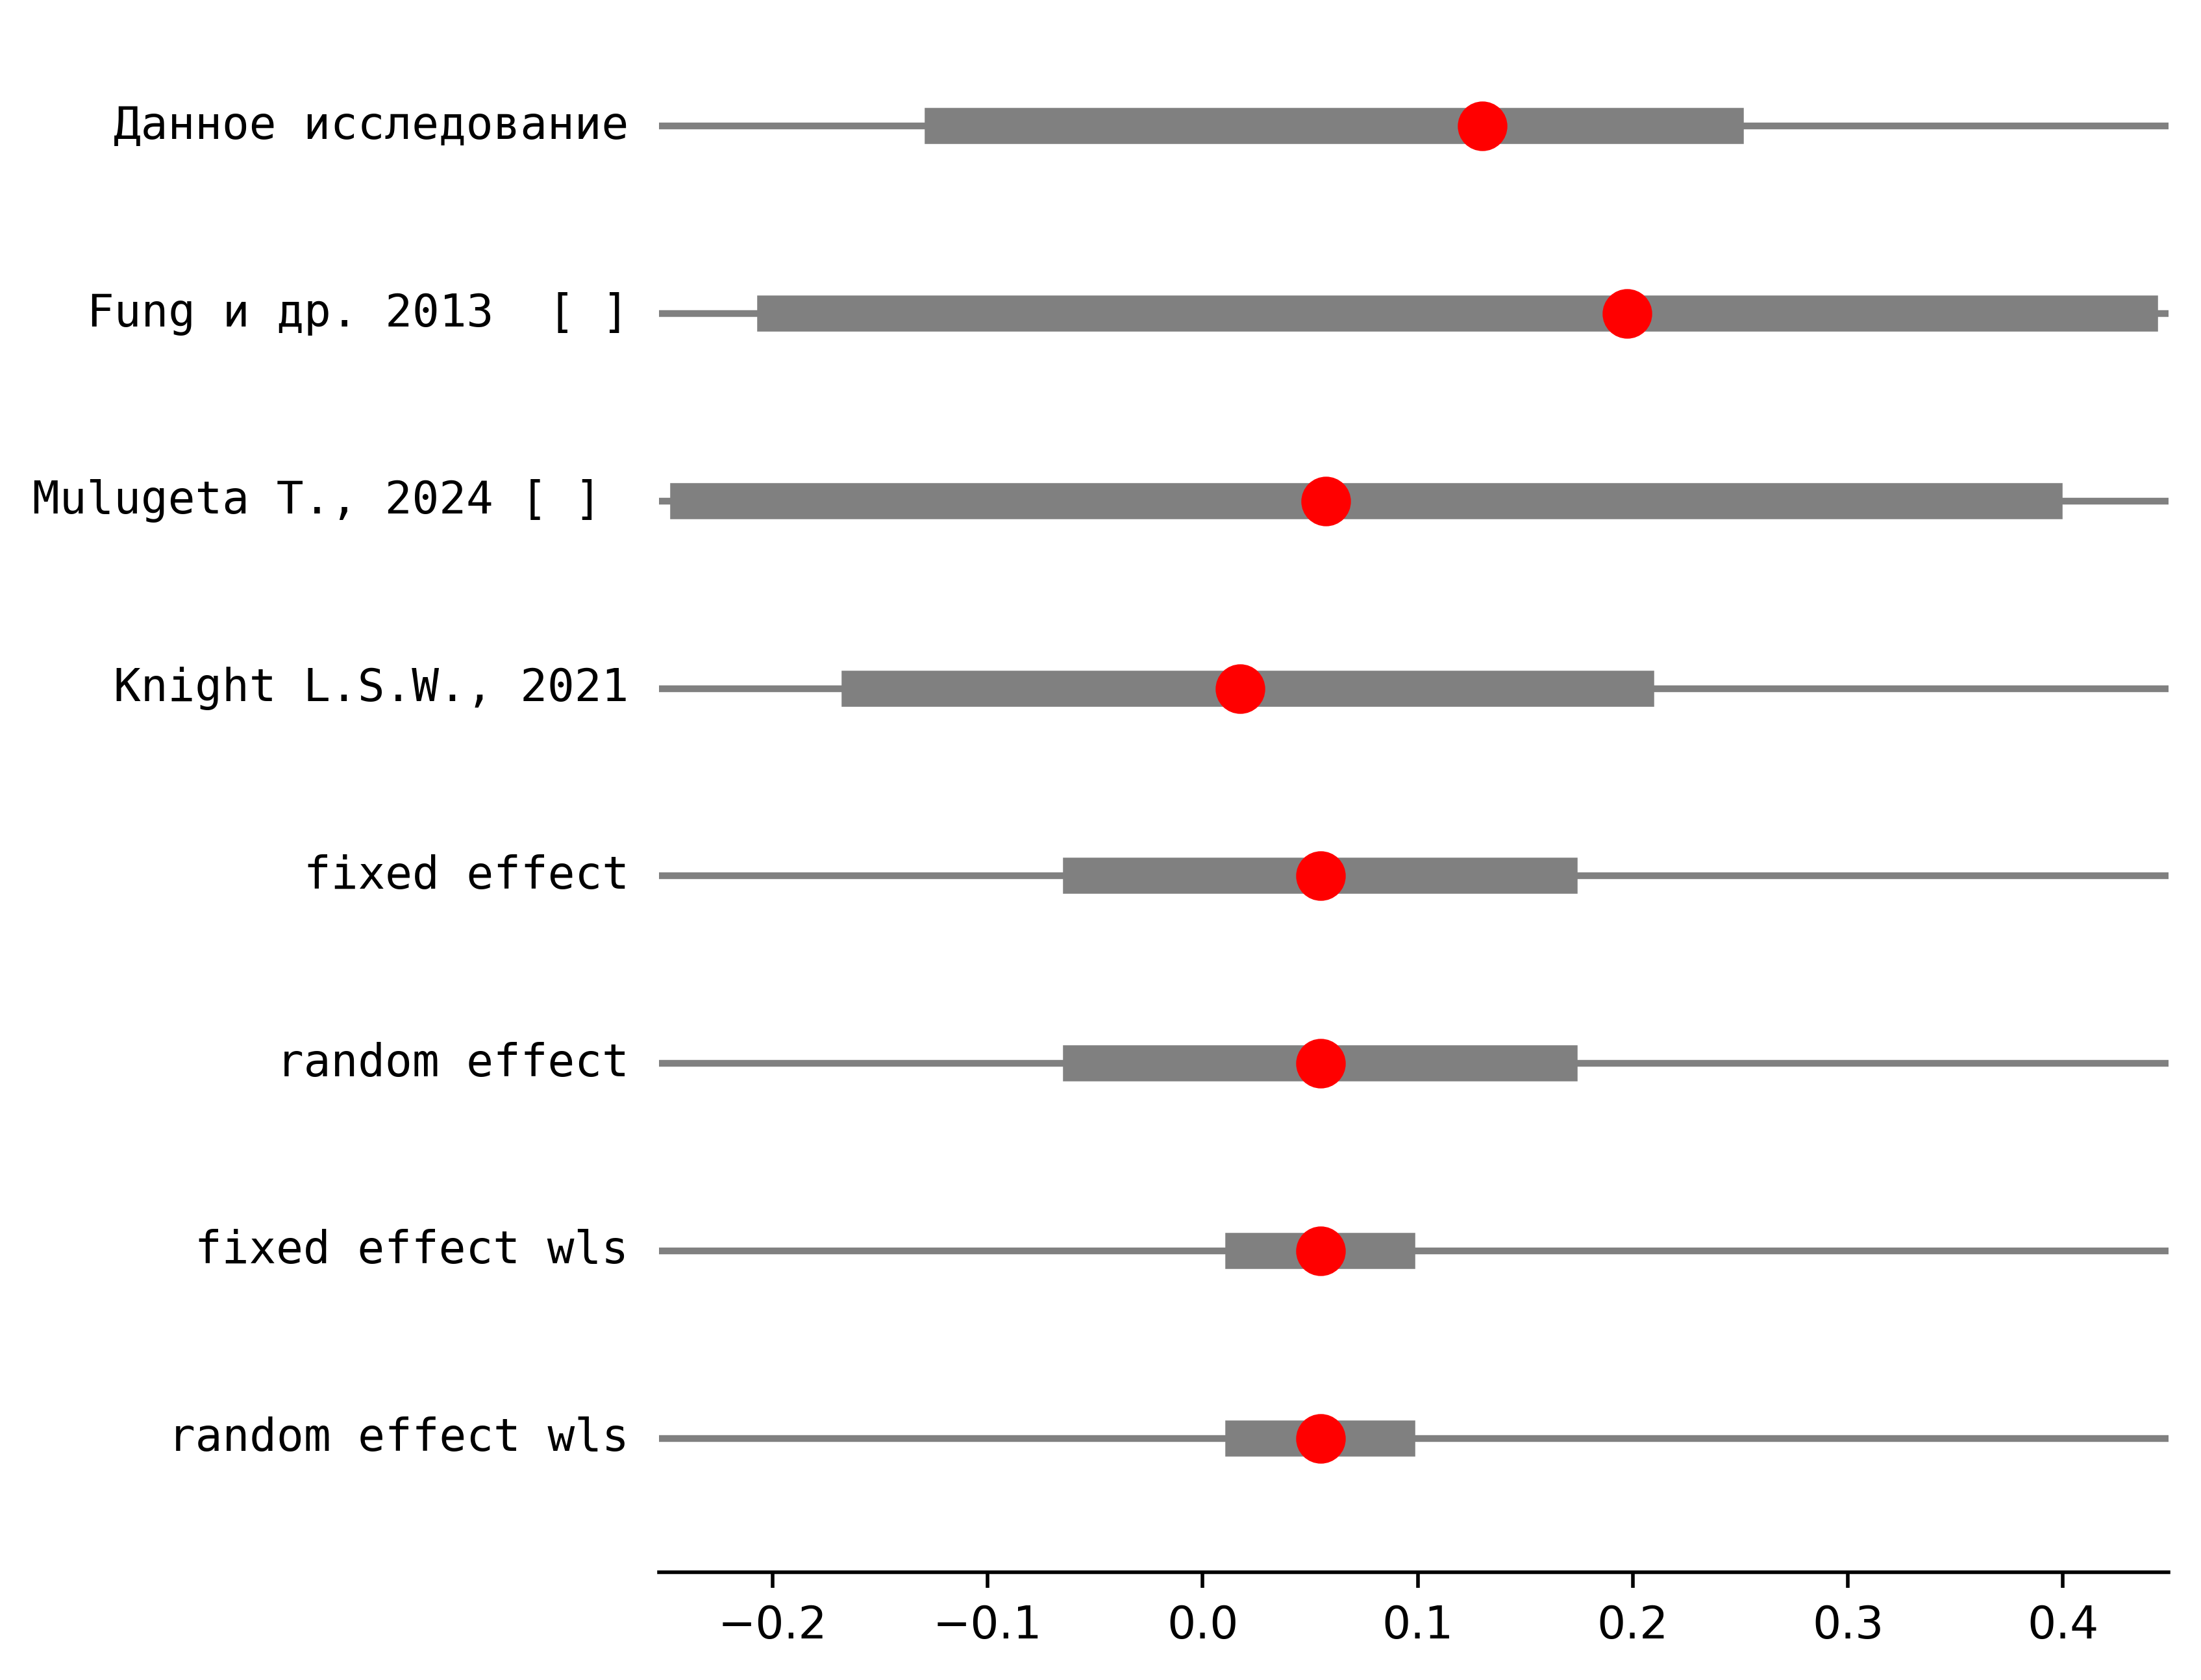 Данное исследование
Fung и др. 2013  [ ]
Mulugeta T., 2024 [ ]
Knight L.S.W., 2021
fixed effect
random effect
fixed effect wls
random effect wls
−0.2 −0.1 0.0 0.1 0.2 0.3 0.4